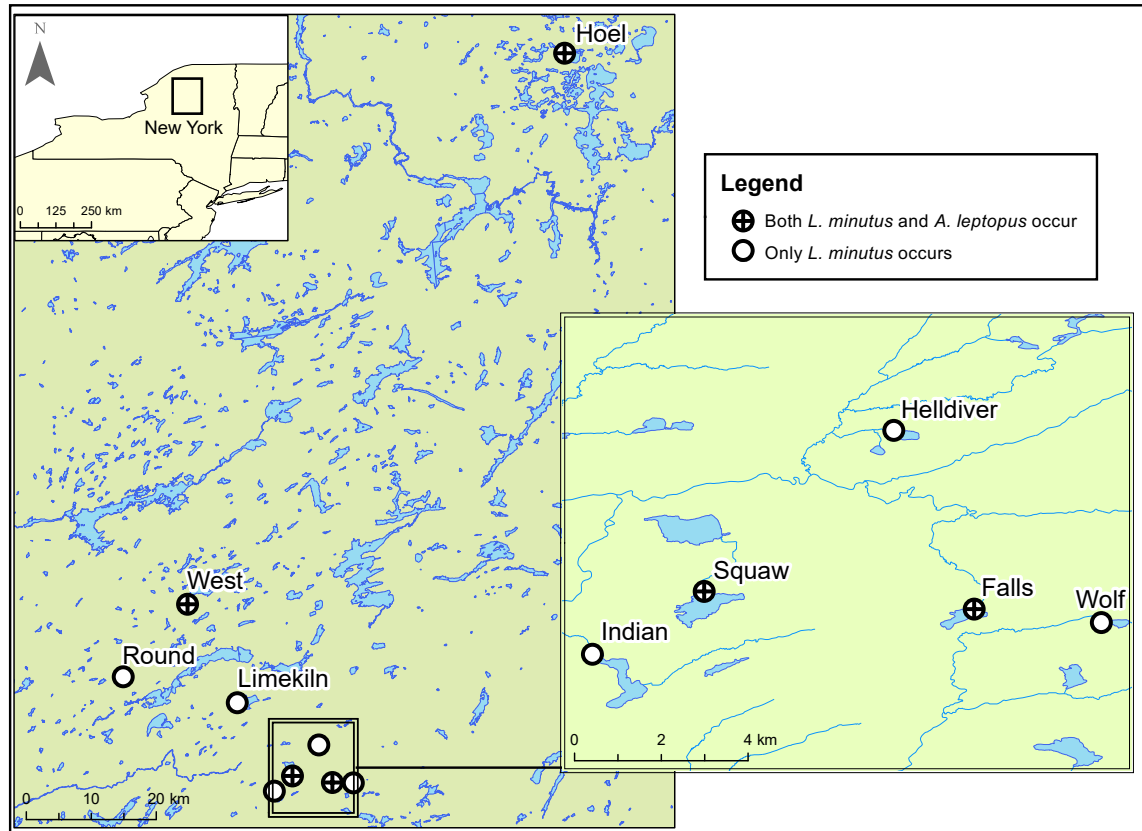 N
New York
0 125 250 km
Hoel
Legend
Both L. minutus and A. leptopus occur
Only L. minutus occurs
West
Round
Limekiln
0 10 20 km
Helldiver
Squaw
Falls
Wolf
Indian
0 2 4 km